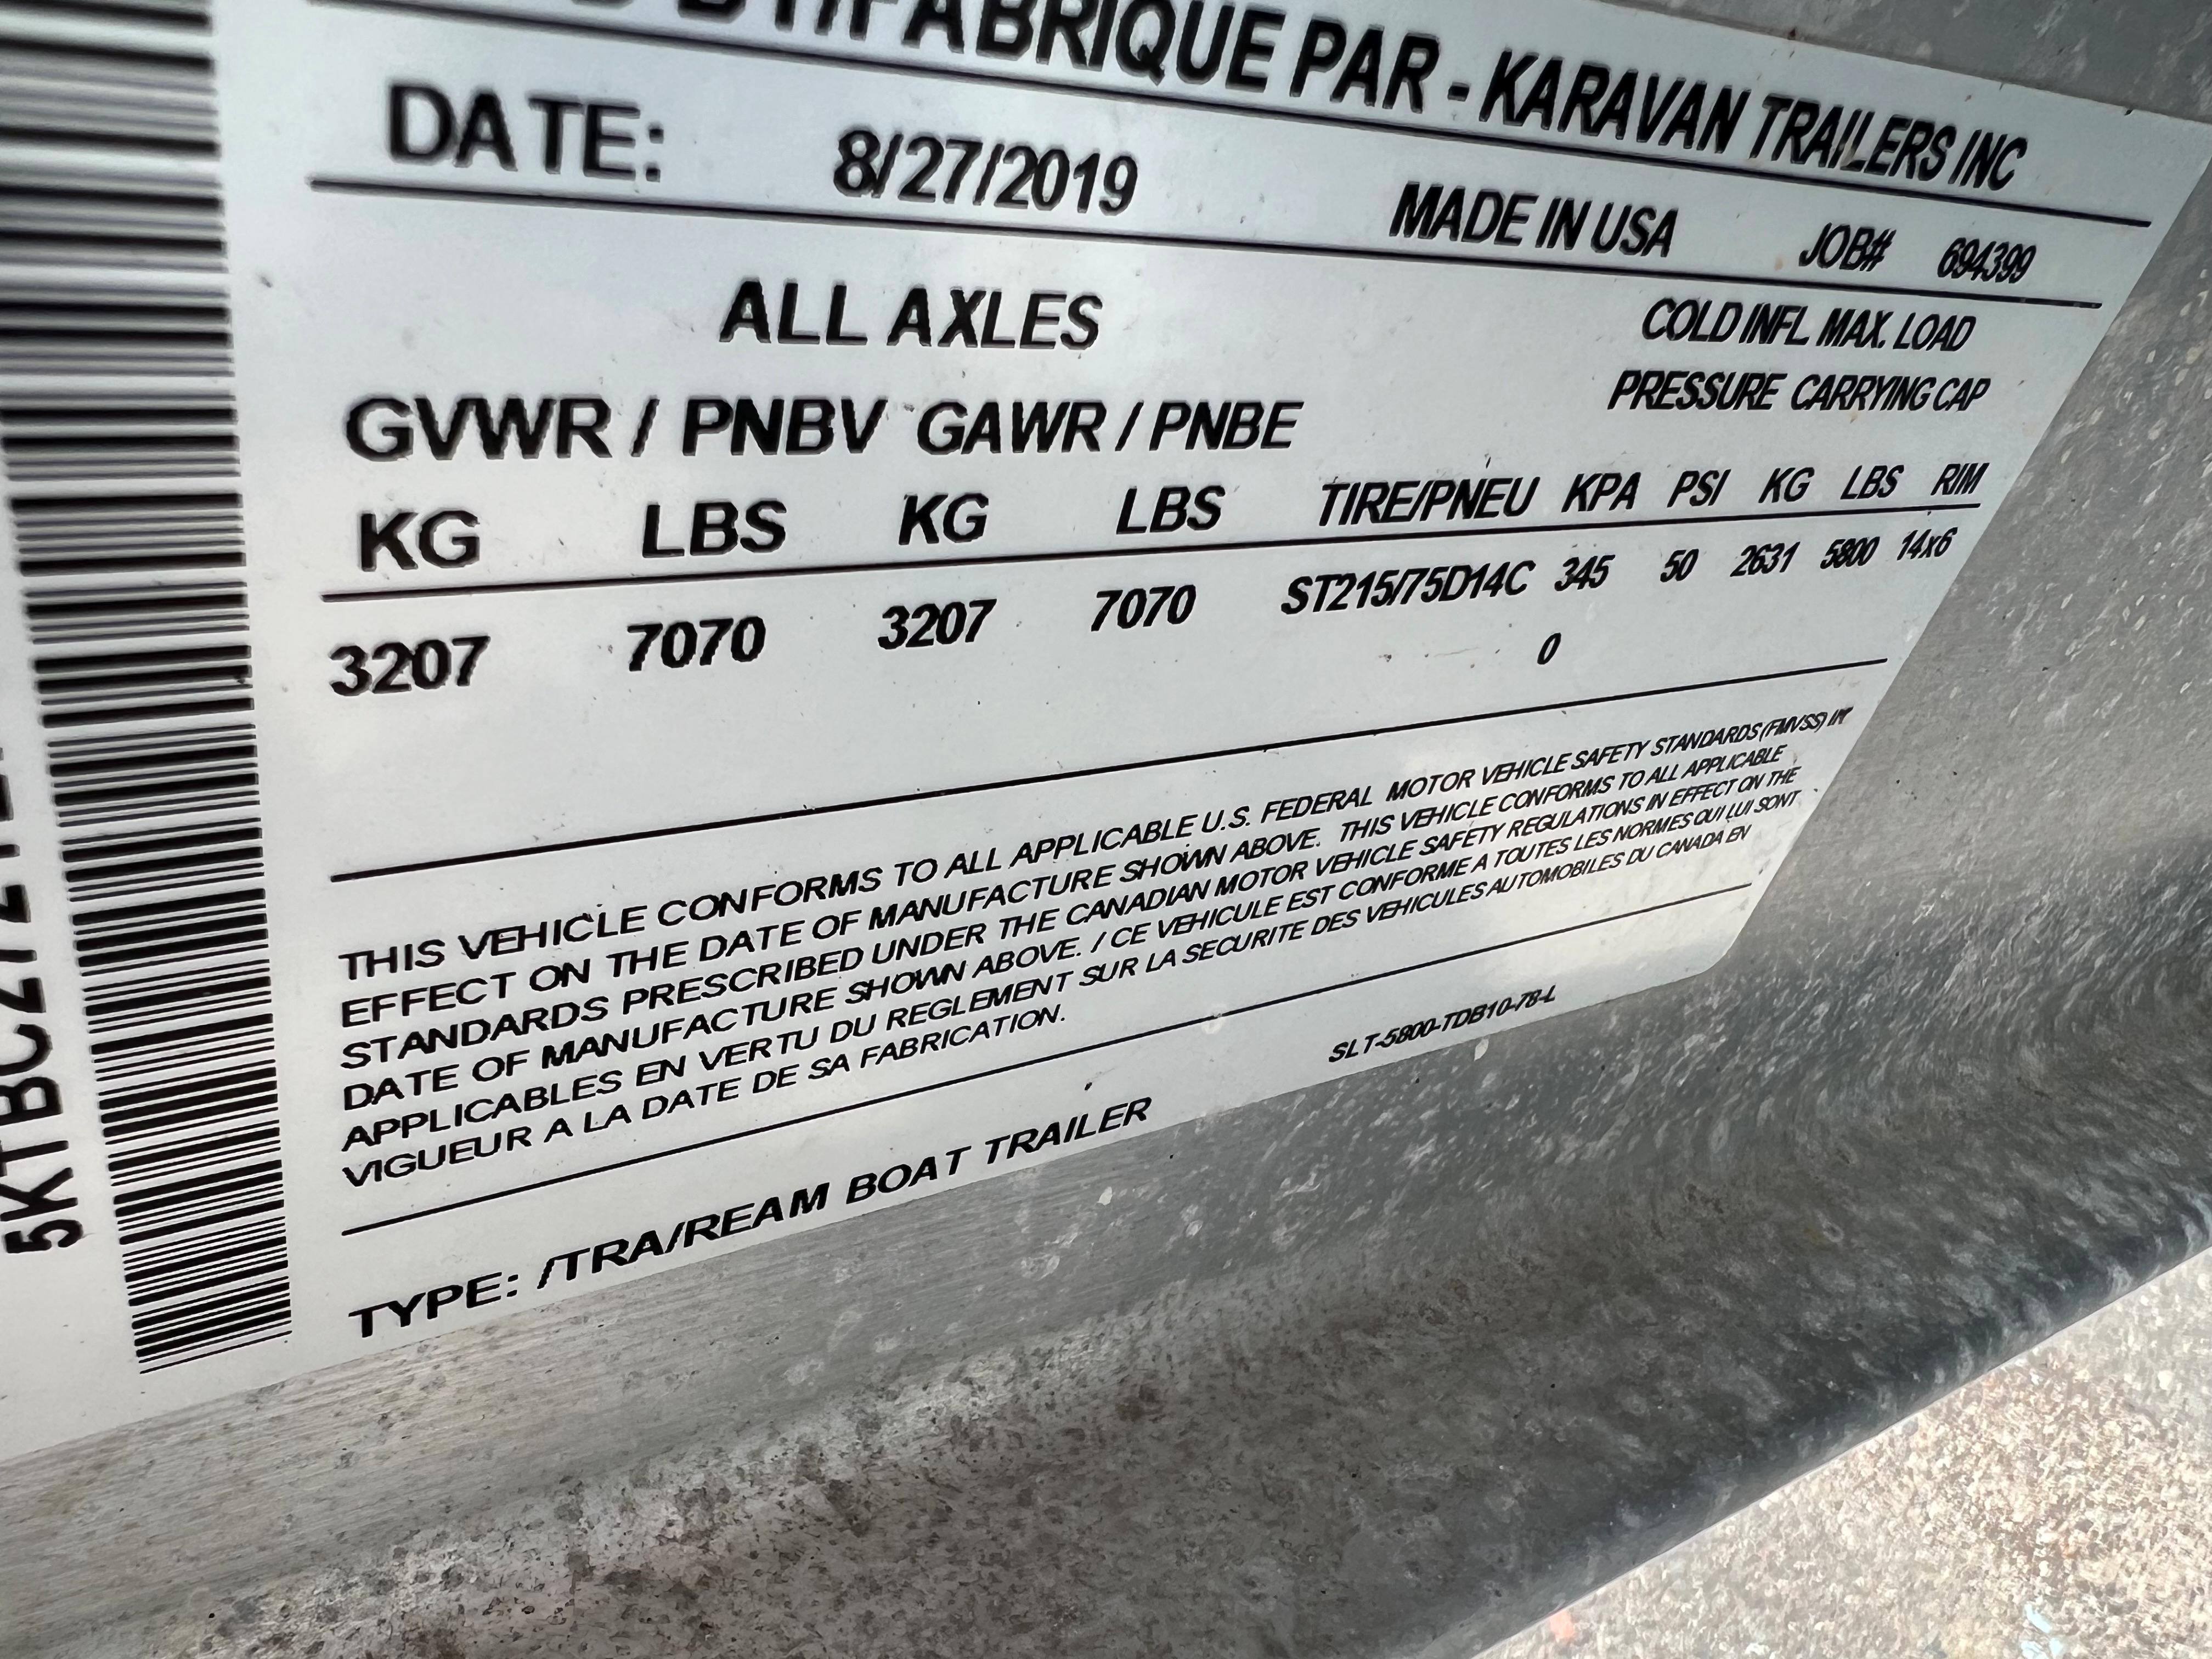 BY/FABRIQUE PAR - KARAVAN TRAILERS INC
DATE: 8/27/2019 MADE IN USA JOB# 694399
ALL AXLES COLD INFL. MAX. LOAD
GVWR / PNBV GAWR / PNBE PRESSURE CARRYING CAP
KG LBS KG LBS TIRE/PNEU KPA PSI KG LBS RIM
3207 7070 3207 7070 ST215/75D14C 345 50 2631 5800 14x6
0
THIS VEHICLE CONFORMS TO ALL APPLICABLE U.S. FEDERAL MOTOR VEHICLE SAFETY STANDARDS (FMVSS) IN
EFFECT ON THE DATE OF MANUFACTURE SHOWN ABOVE. THIS VEHICLE CONFORMS TO ALL APPLICABLE
STANDARDS PRESCRIBED UNDER THE CANADIAN MOTOR VEHICLE SAFETY REGULATIONS IN EFFECT ON THE
DATE OF MANUFACTURE SHOWN ABOVE. / CE VEHICULE EST CONFORME A TOUTES LES NORMES QUI LUI SONT
APPLICABLES EN VERTU DU REGLEMENT SUR LA SECURITE DES VEHICULES AUTOMOBILES DU CANADA EN
VIGUEUR A LA DATE DE SA FABRICATION.
TYPE: /TRA/REAM BOAT TRAILER SLT-5800-TDB10-78-L